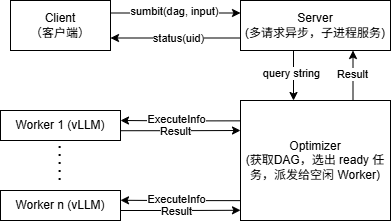 Client
(客户端)
sumbit(dag, input)
status(uid)
Server
(多请求异步，子进程服务)
query string
Result
Worker 1 (vLLM)
ExecuteInfo
Result
Optimizer
(获取DAG，选出 ready 任
务，派发给空闲 Worker)
Worker n (vLLM)
ExecuteInfo
Result